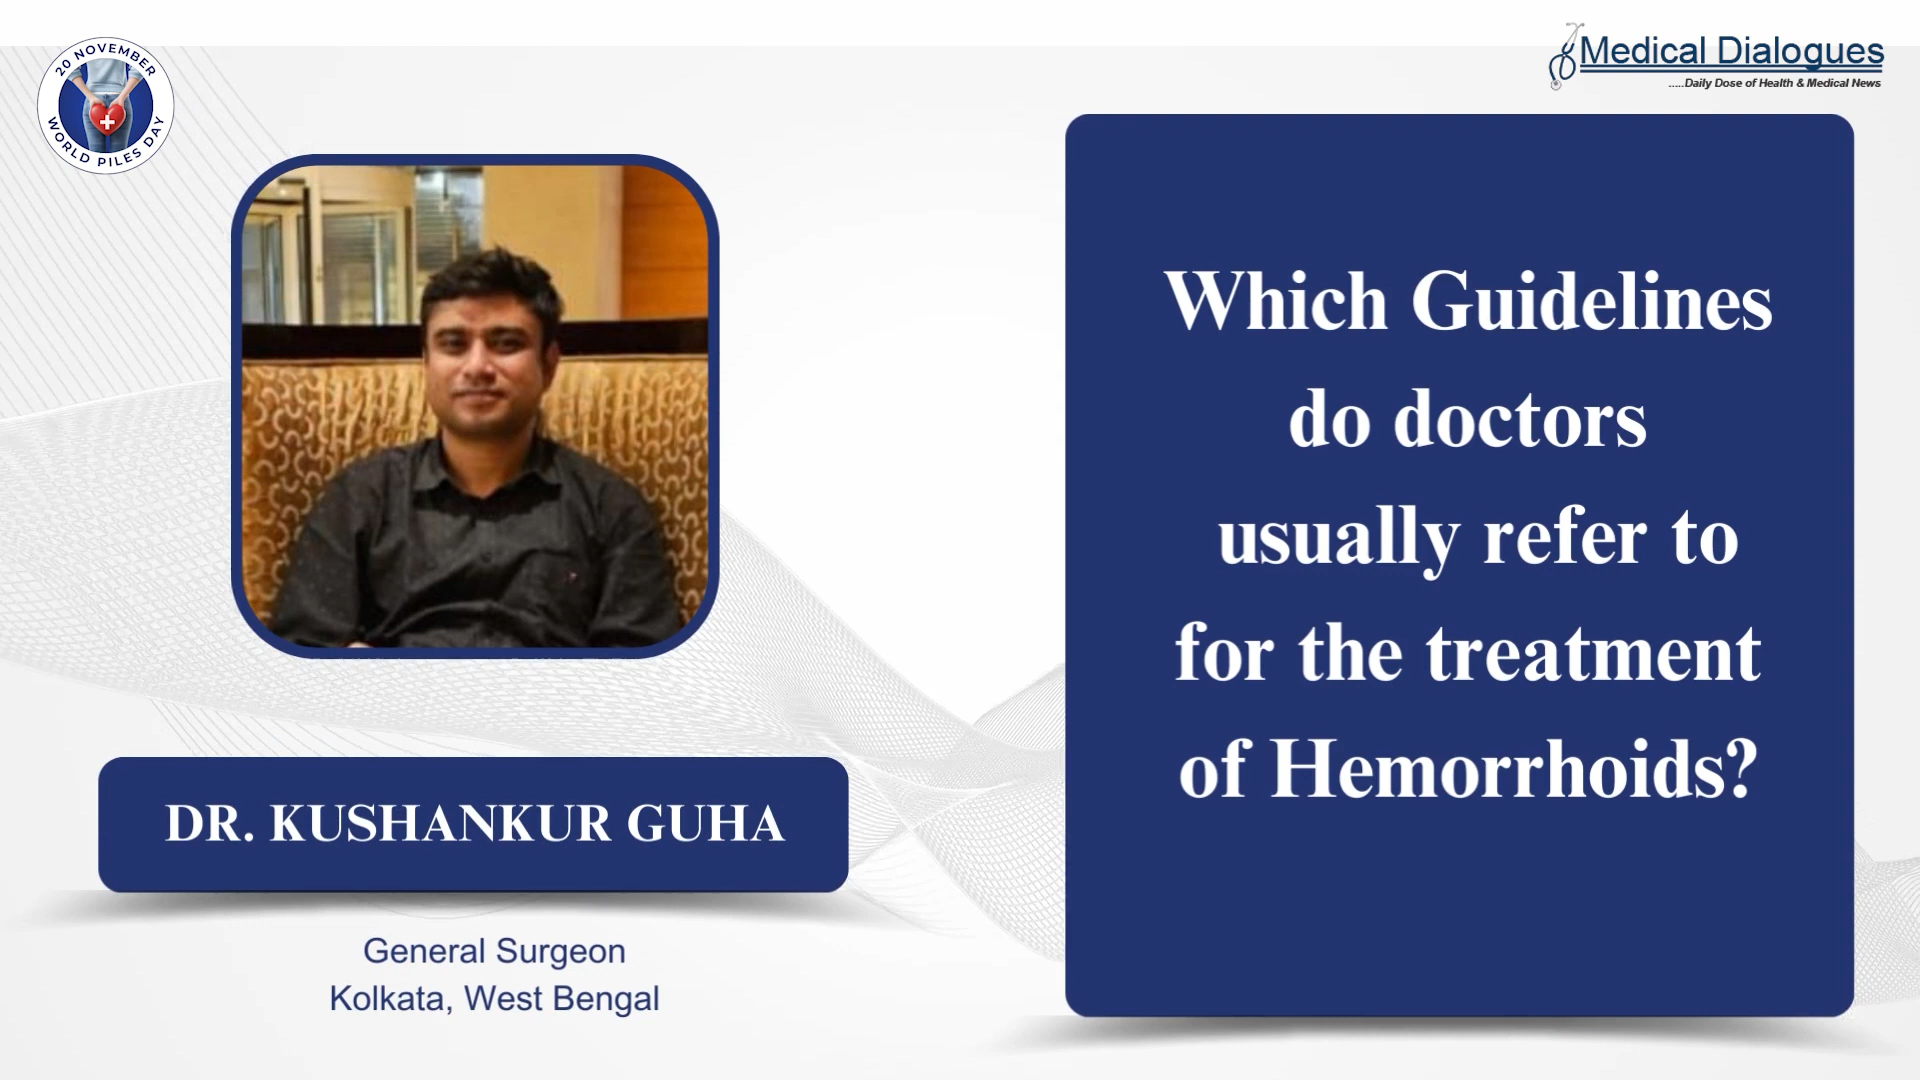 20 NOVEMBER
WORLD PILES DAY
Medical Dialogues
.....Daily Dose of Health & Medical News
Which Guidelines
do doctors
usually refer to
for the treatment
of Hemorrhoids?
DR. KUSHANKUR GUHA
General Surgeon
Kolkata, West Bengal